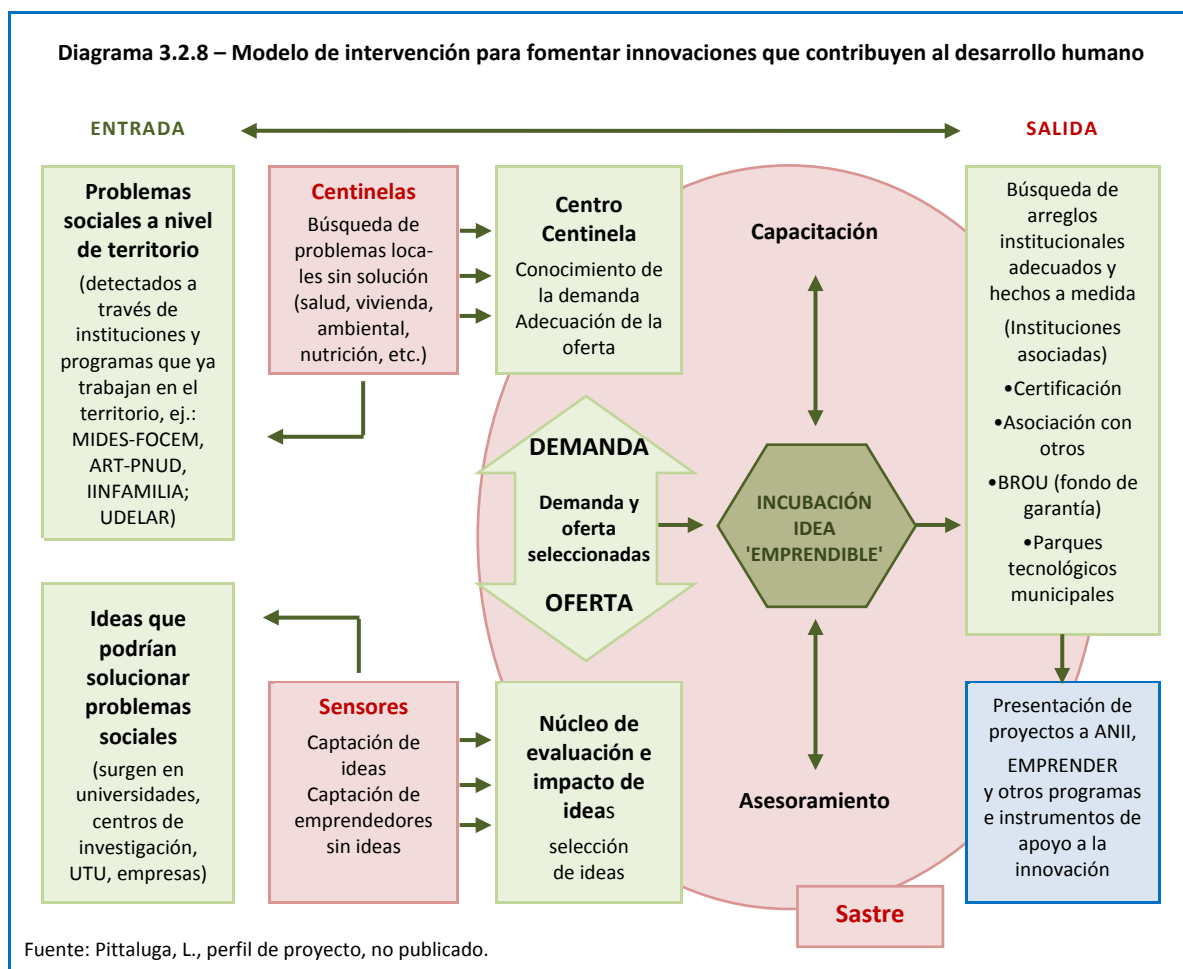 Diagrama 3.2.8 – Modelo de intervención para fomentar innovaciones que contribuyen al desarrollo humano
ENTRADA
SALIDA
Problemas
sociales a nivel
de territorio
(detectados a
través de
instituciones y
programas que ya
trabajan en el
territorio, ej.:
MIDES-FOCEM,
ART-PNUD,
IINFAMILIA;
UDELAR)
Centinelas
Búsqueda de
problemas loca-
les sin solución
(salud, vivienda,
ambiental,
nutrición, etc.)
Centro
Centinela
Conocimiento de
la demanda
Adecuación de la
oferta
Capacitación
Búsqueda de
arreglos
institucionales
adecuados y
hechos a medida
(Instituciones
asociadas)
•Certificación
•Asociación con
otros
•BROU (fondo de
garantía)
•Parques
tecnológicos
municipales
DEMANDA
Demanda y
oferta
seleccionadas
OFERTA
INCUBACIÓN
IDEA
'EMPRENDIBLE'
Ideas que
podrían
solucionar
problemas
sociales
(surgen en
universidades,
centros de
investigación,
UTU, empresas)
Sensores
Captación de
ideas
Captación de
emprendedores
sin ideas
Núcleo de
evaluación e
impacto de
ideas
selección
de ideas
Asesoramiento
Presentación de
proyectos a ANII,
EMPRENDER
y otros programas
e instrumentos de
apoyo a la
innovación
Sastre
Fuente: Pittaluga, L., perfil de proyecto, no publicado.